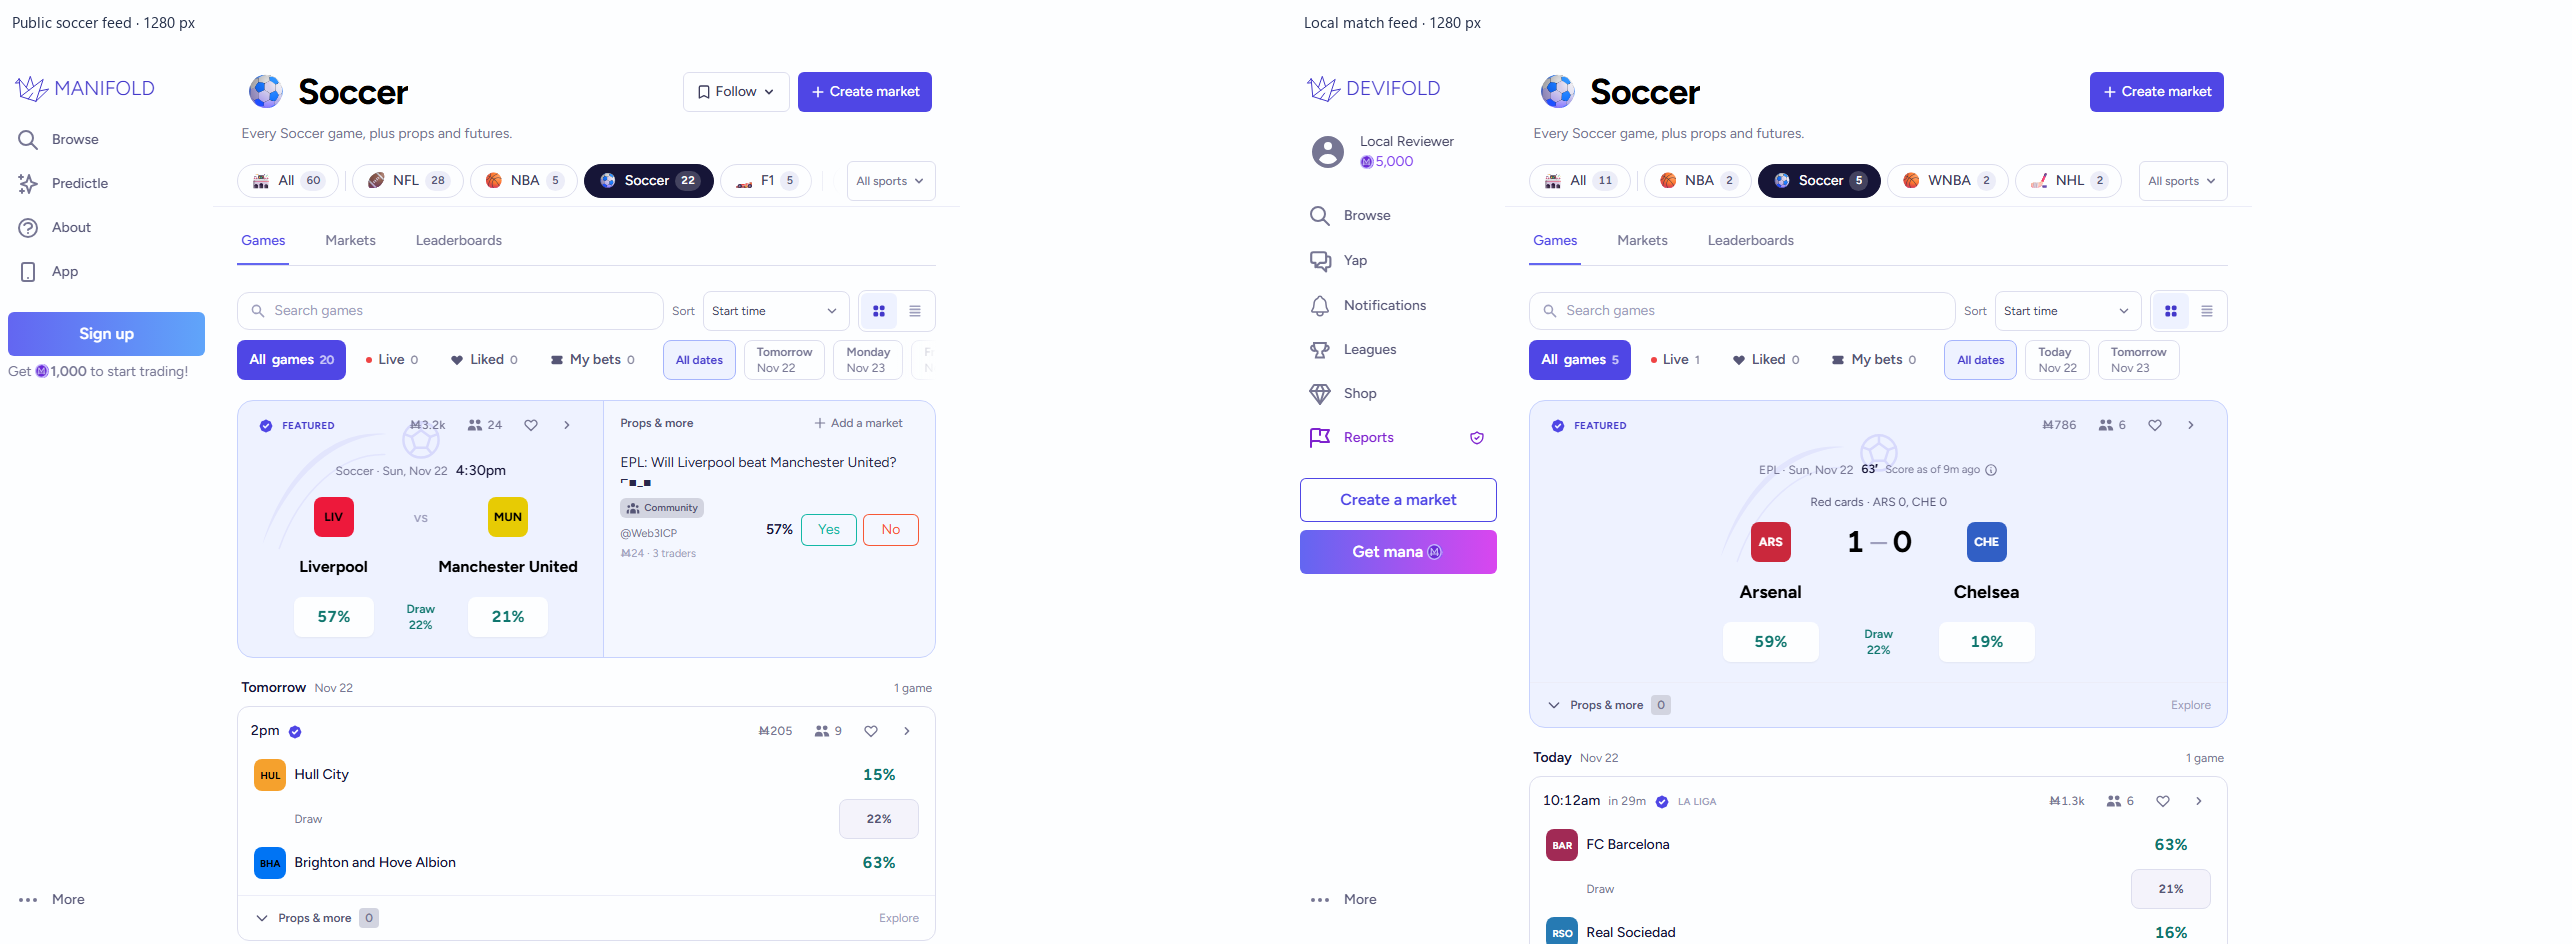 Public soccer feed · 1280 px
MANIFOLD
Browse
Predictle
About
App
Sign up
Get 1,000 to start trading!
More
Soccer
Follow
+ Create market
Every Soccer game, plus props and futures.
All 60
NFL 28
NBA 5
Soccer 22
F1 5
All sports
Games
Markets
Leaderboards
Search games
Sort
Start time
All games 20
Live 0
Liked 0
My bets 0
All dates
Tomorrow
Nov 22
Monday
Nov 23
FEATURED
Ɱ3.2k
24
Soccer · Sun, Nov 22 4:30pm
LIV
VS
MUN
Liverpool
Manchester United
57%
Draw
22%
21%
Props & more
+ Add a market
EPL: Will Liverpool beat Manchester United?
Community
@Web3ICP
Ɱ24 · 3 traders
57%
Yes
No
Tomorrow Nov 22
1 game
2pm
Ɱ205
9
HUL Hull City 15%
Draw 22%
BHA Brighton and Hove Albion 63%
Props & more 0
Explore
Local match feed · 1280 px
DEVIFOLD
Local Reviewer
5,000
Browse
Yap
Notifications
Leagues
Shop
Reports
Create a market
Get mana
More
Soccer
+ Create market
Every Soccer game, plus props and futures.
All 11
NBA 2
Soccer 5
WNBA 2
NHL 2
All sports
Games
Markets
Leaderboards
Search games
Sort
Start time
All games 5
Live 1
Liked 0
My bets 0
All dates
Today
Nov 22
Tomorrow
Nov 23
FEATURED
Ɱ786
6
EPL · Sun, Nov 22 63' Score as of 9m ago
Red cards · ARS 0, CHE 0
ARS
1 — 0
CHE
Arsenal
Chelsea
59%
Draw
22%
19%
Props & more 0
Explore
Today Nov 22
1 game
10:12am in 29m LA LIGA
Ɱ1.3k
6
BAR FC Barcelona 63%
Draw 21%
RSO Real Sociedad 16%